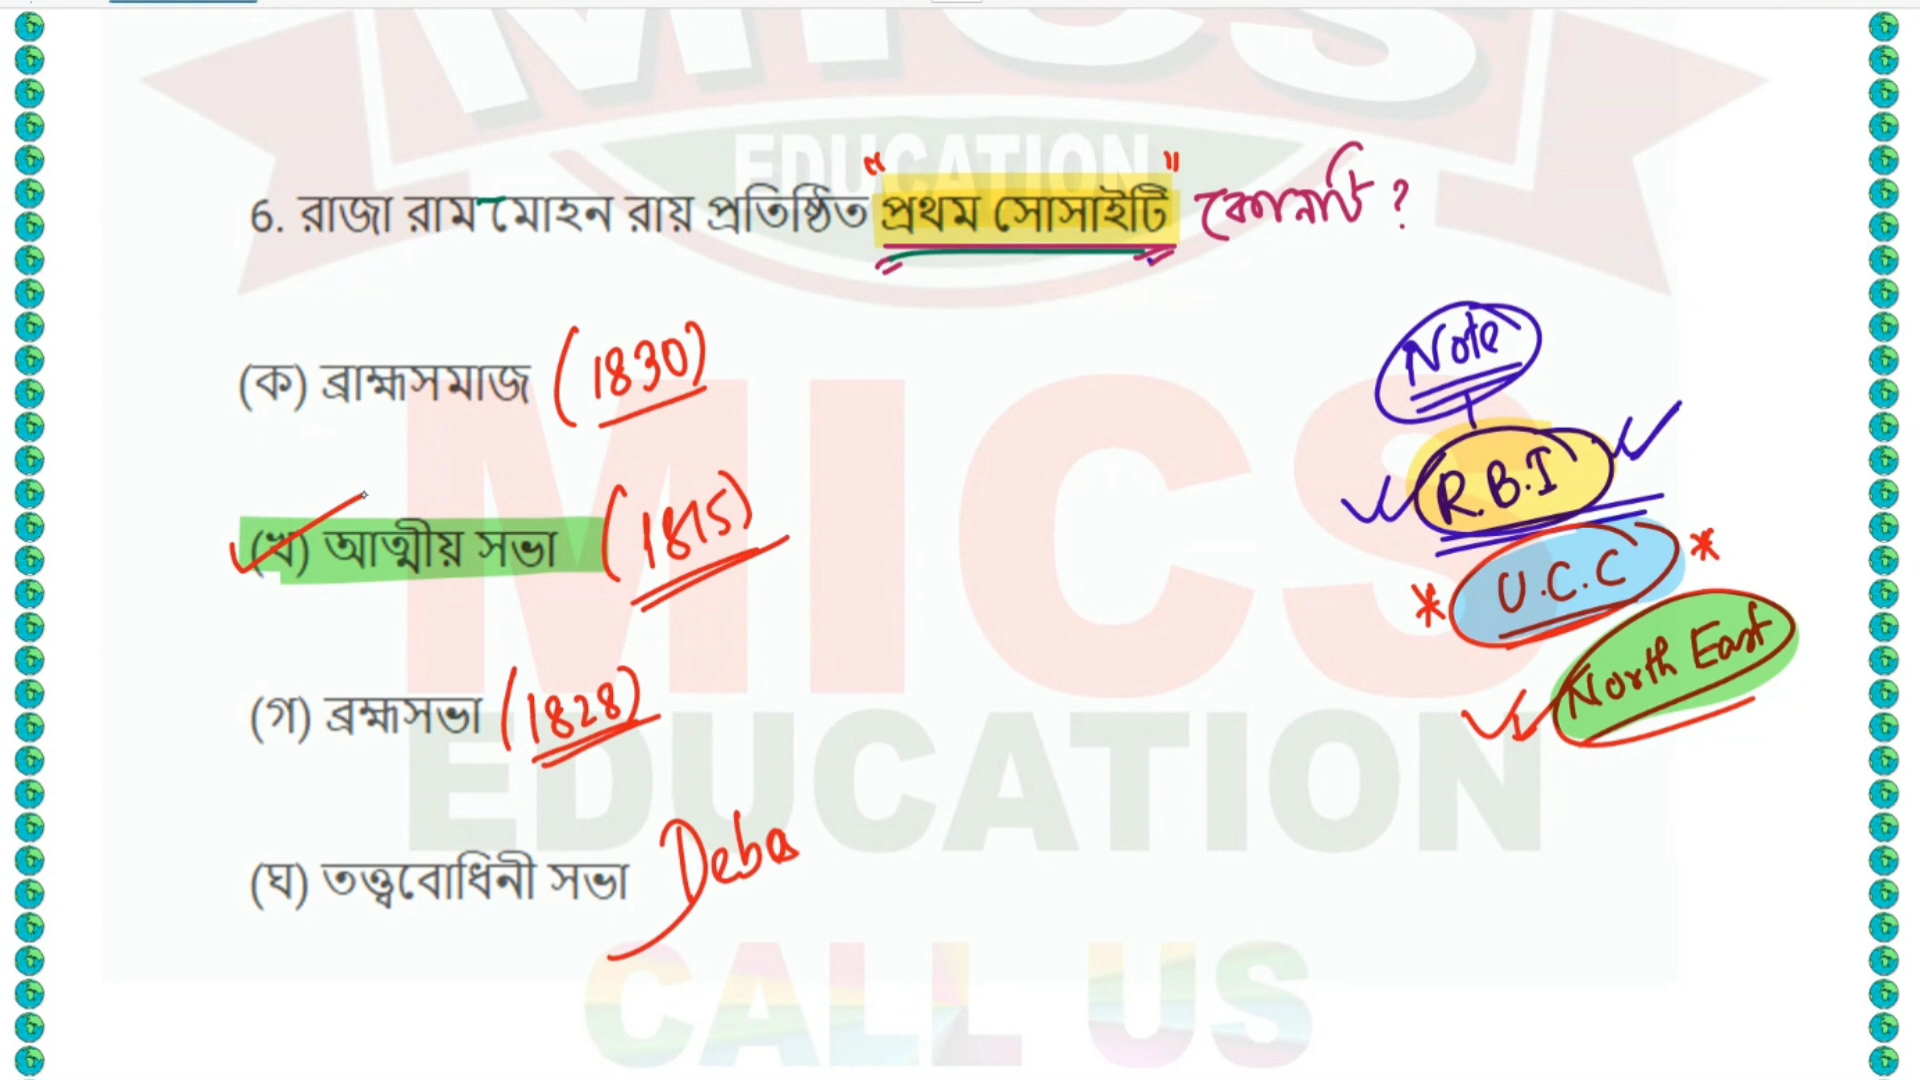 MICS
EDUCATION
6. রাজা রাম মোহন রায় প্রতিষ্ঠিত "প্রথম সোসাইটি" কোনটি ?
(ক) ব্রাহ্মসমাজ (1830)
(খ) আত্মীয় সভা (1815)
(গ) ব্রহ্মসভা (1828)
(ঘ) তত্ত্ববোধিনী সভা Deba
Note
R.B.I
U.C.C
North East
MICS
EDUCATION
CALL US